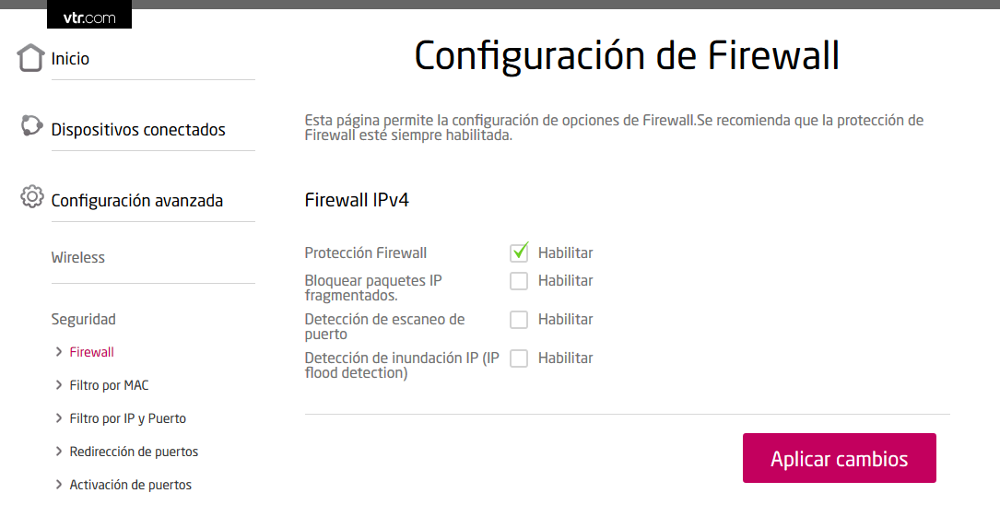 vtr.com
Inicio
Dispositivos conectados
Configuración avanzada
Wireless
Seguridad
Firewall
Filtro por MAC
Filtro por IP y Puerto
Redirección de puertos
Activación de puertos
Configuración de Firewall
Esta página permite la configuración de opciones de Firewall.Se recomienda que la protección de
Firewall esté siempre habilitada.
Firewall IPv4
Protección Firewall Habilitar
Bloquear paquetes IP Habilitar
fragmentados.
Detección de escaneo de Habilitar
puerto
Detección de inundación IP (IP Habilitar
flood detection)
Aplicar cambios